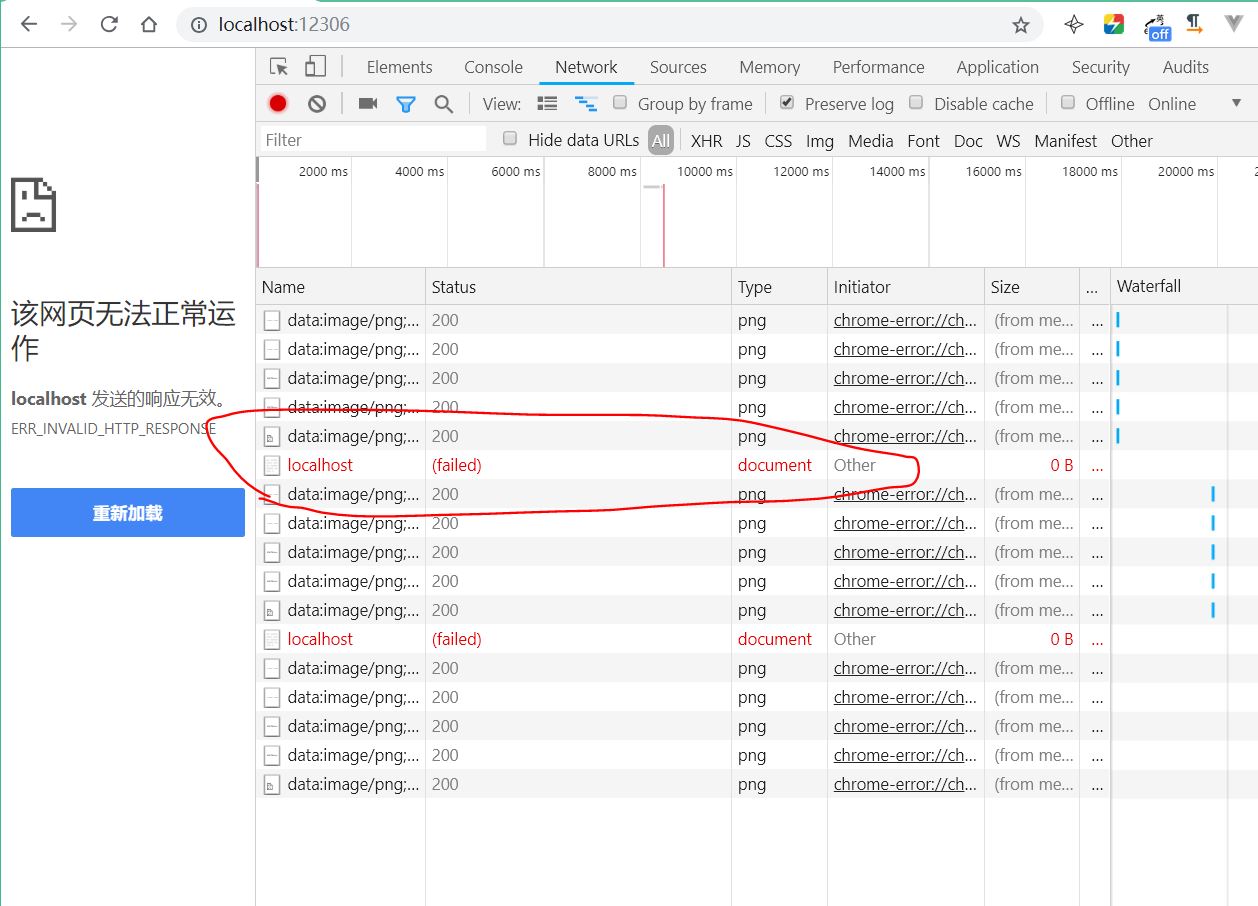 localhost:12306
英
off
Elements Console Network Sources Memory Performance Application Security Audits
View: Group by frame Preserve log Disable cache Offline Online
Filter Hide data URLs All XHR JS CSS Img Media Font Doc WS Manifest Other
2000 ms 4000 ms 6000 ms 8000 ms 10000 ms 12000 ms 14000 ms 16000 ms 18000 ms 20000 ms 2
该网页无法正常运
作
localhost 发送的响应无效。
ERR_INVALID_HTTP_RESPONSE
重新加载
Name Status Type Initiator Size ... Waterfall
data:image/png;... 200 png chrome-error://ch... (from me... ...
data:image/png;... 200 png chrome-error://ch... (from me... ...
data:image/png;... 200 png chrome-error://ch... (from me... ...
data:image/png;... 200 png chrome-error://ch... (from me... ...
data:image/png;... 200 png chrome-error://ch... (from me... ...
localhost (failed) document Other 0 B ...
data:image/png;... 200 png chrome-error://ch... (from me... ...
data:image/png;... 200 png chrome-error://ch... (from me... ...
data:image/png;... 200 png chrome-error://ch... (from me... ...
data:image/png;... 200 png chrome-error://ch... (from me... ...
data:image/png;... 200 png chrome-error://ch... (from me... ...
localhost (failed) document Other 0 B ...
data:image/png;... 200 png chrome-error://ch... (from me... ...
data:image/png;... 200 png chrome-error://ch... (from me... ...
data:image/png;... 200 png chrome-error://ch... (from me... ...
data:image/png;... 200 png chrome-error://ch... (from me... ...
data:image/png;... 200 png chrome-error://ch... (from me... ...